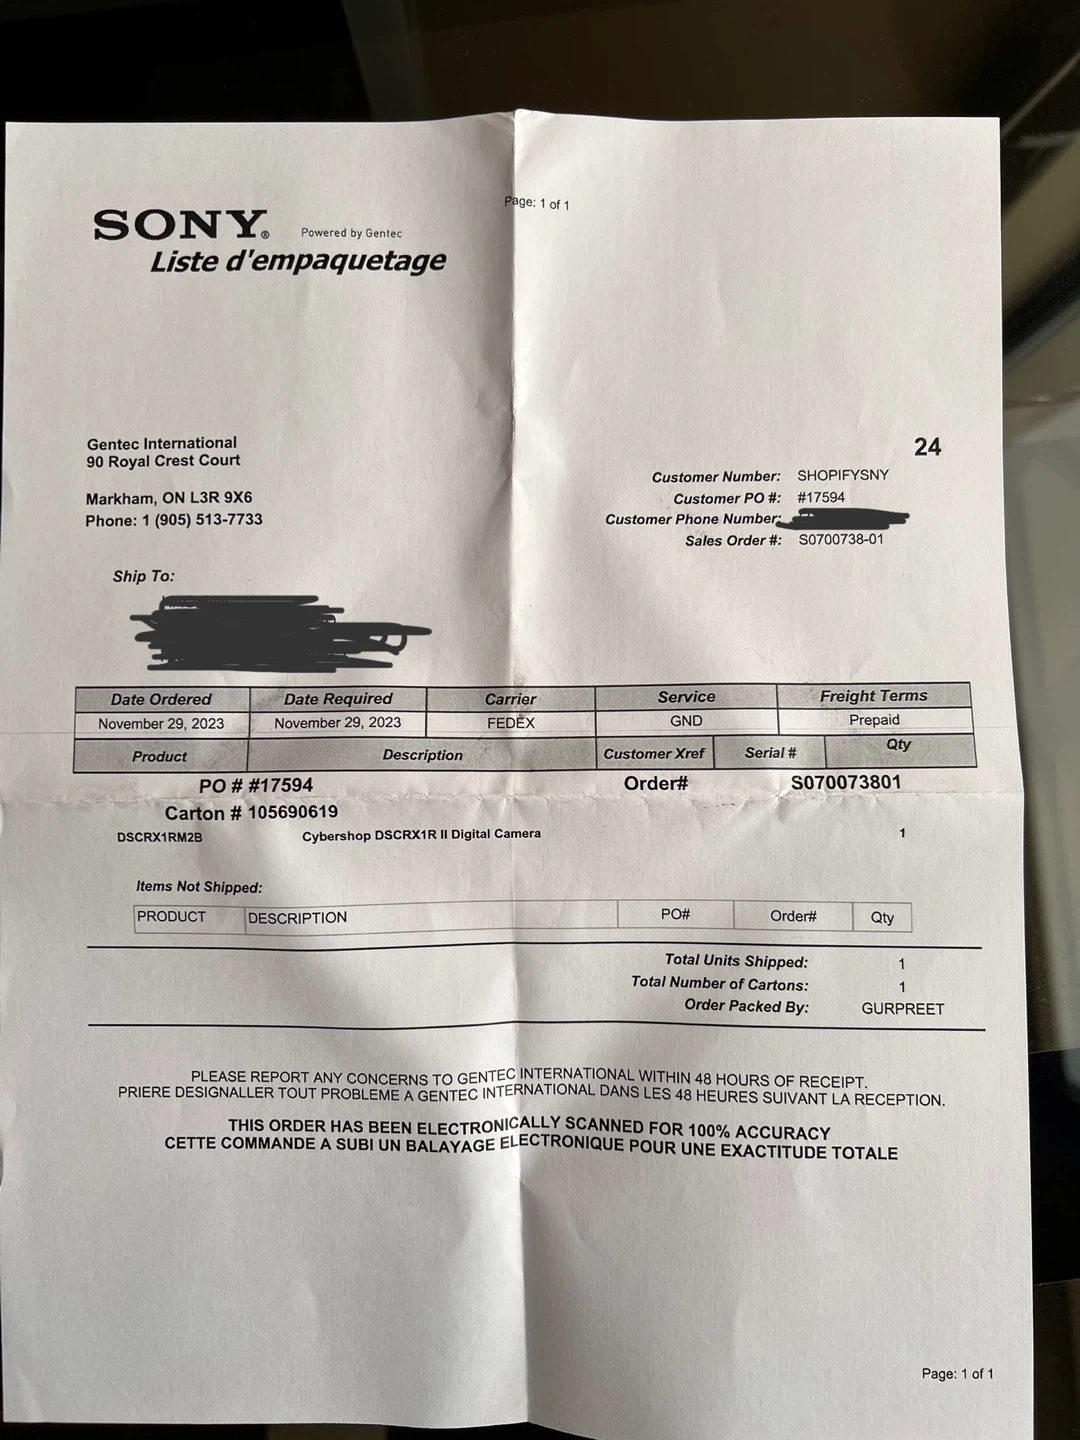 Page: 1 of 1
SONY®
Powered by Gentec
Liste d'empaquetage
Gentec International
90 Royal Crest Court
Markham, ON L3R 9X6
Phone: 1 (905) 513-7733
24
Customer Number: SHOPIFYSNY
Customer PO #: #17594
Customer Phone Number:
Sales Order #: S0700738-01
Ship To:
Date Ordered Date Required Carrier Service Freight Terms
November 29, 2023 November 29, 2023 FEDEX GND Prepaid
Product Description Customer Xref Serial # Qty
PO # #17594 Order# S070073801
Carton # 105690619
DSCRX1RM2B Cybershop DSCRX1R II Digital Camera 1
Items Not Shipped:
PRODUCT DESCRIPTION PO# Order# Qty
Total Units Shipped: 1
Total Number of Cartons: 1
Order Packed By: GURPREET
PLEASE REPORT ANY CONCERNS TO GENTEC INTERNATIONAL WITHIN 48 HOURS OF RECEIPT.
PRIERE DESIGNALLER TOUT PROBLEME A GENTEC INTERNATIONAL DANS LES 48 HEURES SUIVANT LA RECEPTION.
THIS ORDER HAS BEEN ELECTRONICALLY SCANNED FOR 100% ACCURACY
CETTE COMMANDE A SUBI UN BALAYAGE ELECTRONIQUE POUR UNE EXACTITUDE TOTALE
Page: 1 of 1